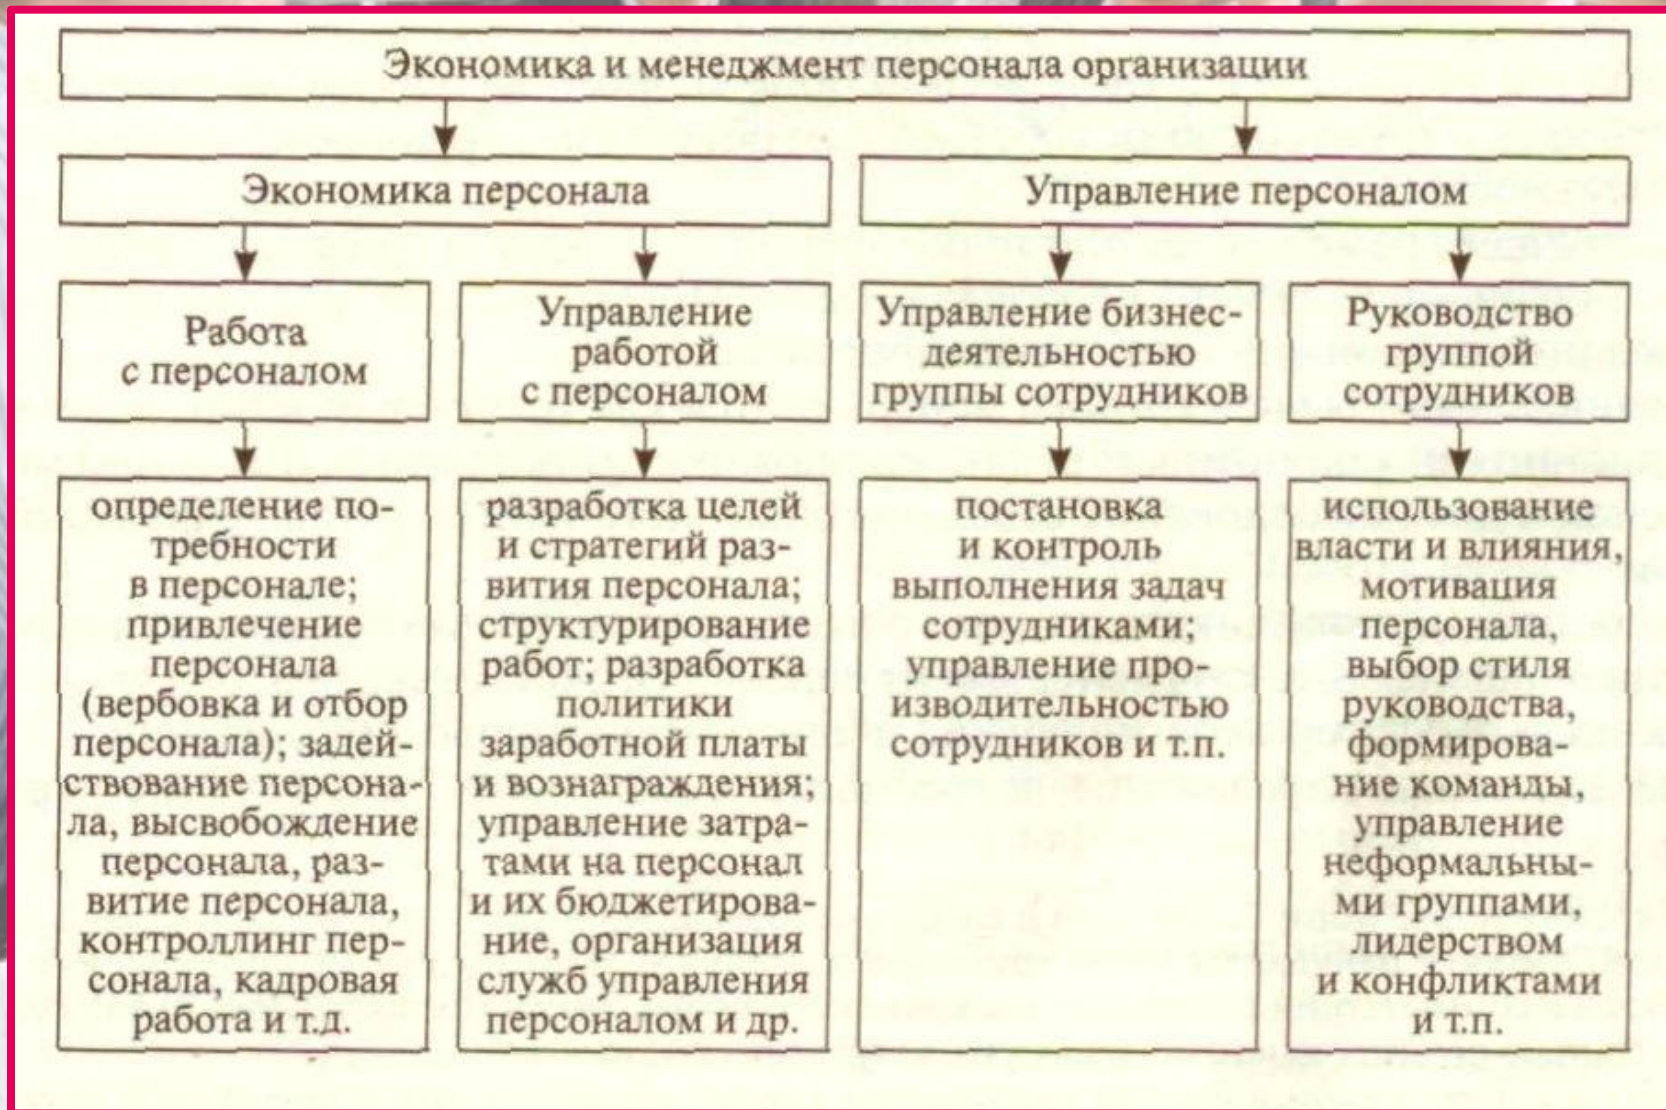 Экономика и менеджмент персонала организации
Экономика персонала
Управление персоналом
Работа
с персоналом
Управление
работой
с персоналом
Управление бизнес-
деятельностью
группы сотрудников
Руководство
группой
сотрудников
определение по-
требности
в персонале;
привлечение
персонала
(вербовка и отбор
персонала); задей-
ствование персона-
ла, высвобождение
персонала, раз-
витие персонала,
контроллинг пер-
сонала, кадровая
работа и т.д.
разработка целей
и стратегий раз-
вития персонала;
структурирование
работ; разработка
политики
заработной платы
и вознаграждения;
управление затра-
тами на персонал
и их бюджетирова-
ние, организация
служб управления
персоналом и др.
постановка
и контроль
выполнения задач
сотрудниками;
управление про-
изводительностью
сотрудников и т.п.
использование
власти и влияния,
мотивация
персонала,
выбор стиля
руководства,
формирова-
ние команды,
управление
неформальны-
ми группами,
лидерством
и конфликтами
и т.п.